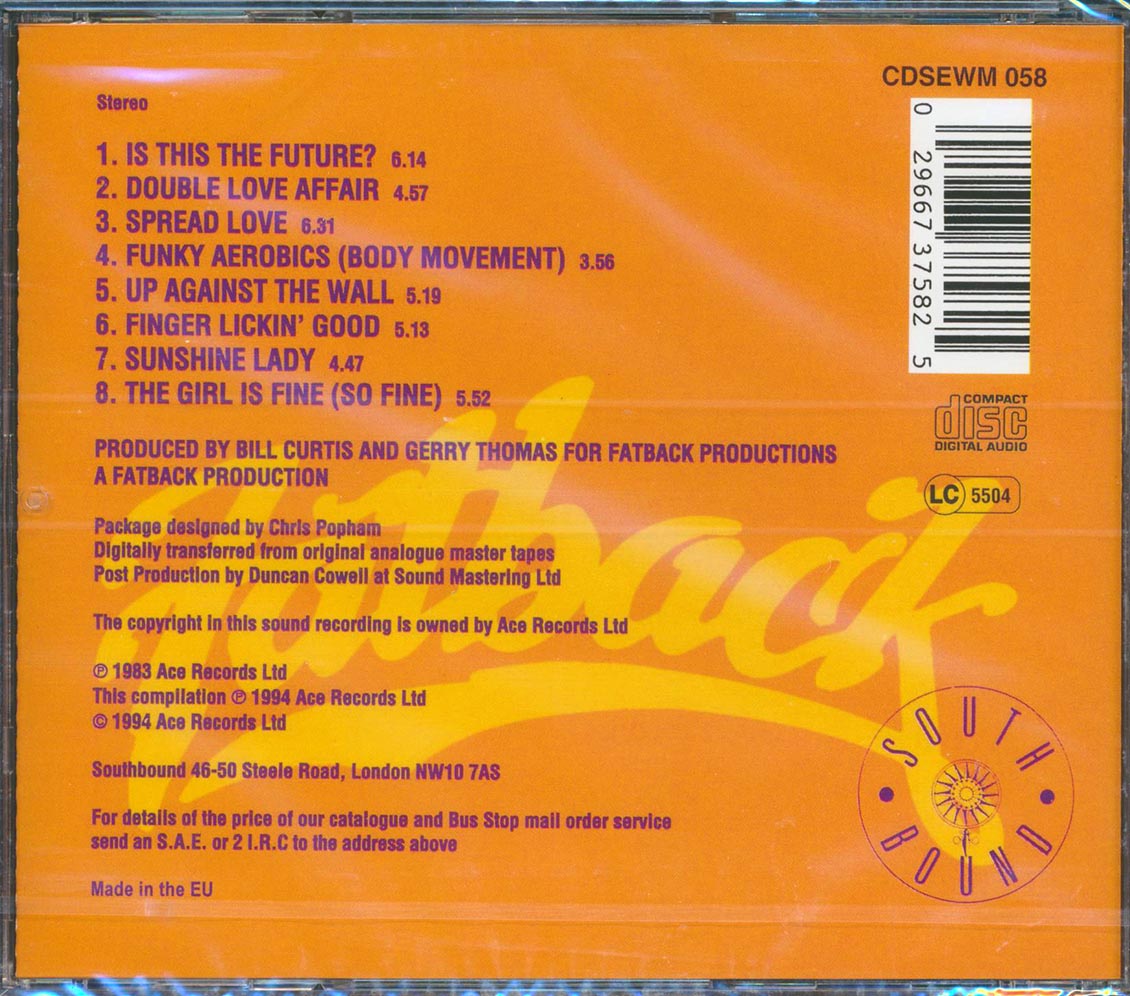 CDSEWM 058
Stereo
1. IS THIS THE FUTURE? 6.14
2. DOUBLE LOVE AFFAIR 4.57
3. SPREAD LOVE 6.31
4. FUNKY AEROBICS (BODY MOVEMENT) 3.56
5. UP AGAINST THE WALL 5.19
6. FINGER LICKIN' GOOD 5.13
7. SUNSHINE LADY 4.47
8. THE GIRL IS FINE (SO FINE) 5.52
0 29667 37582 5
COMPACT
disc
DIGITAL AUDIO
LC 5504
PRODUCED BY BILL CURTIS AND GERRY THOMAS FOR FATBACK PRODUCTIONS
A FATBACK PRODUCTION
Fatback
Package designed by Chris Popham
Digitally transferred from original analogue master tapes
Post Production by Duncan Cowell at Sound Mastering Ltd
The copyright in this sound recording is owned by Ace Records Ltd
℗ 1983 Ace Records Ltd
This compilation ℗ 1994 Ace Records Ltd
© 1994 Ace Records Ltd
Southbound 46-50 Steele Road, London NW10 7AS
For details of the price of our catalogue and Bus Stop mail order service
send an S.A.E. or 2 I.R.C to the address above
Made in the EU
SOUTH
BOUND